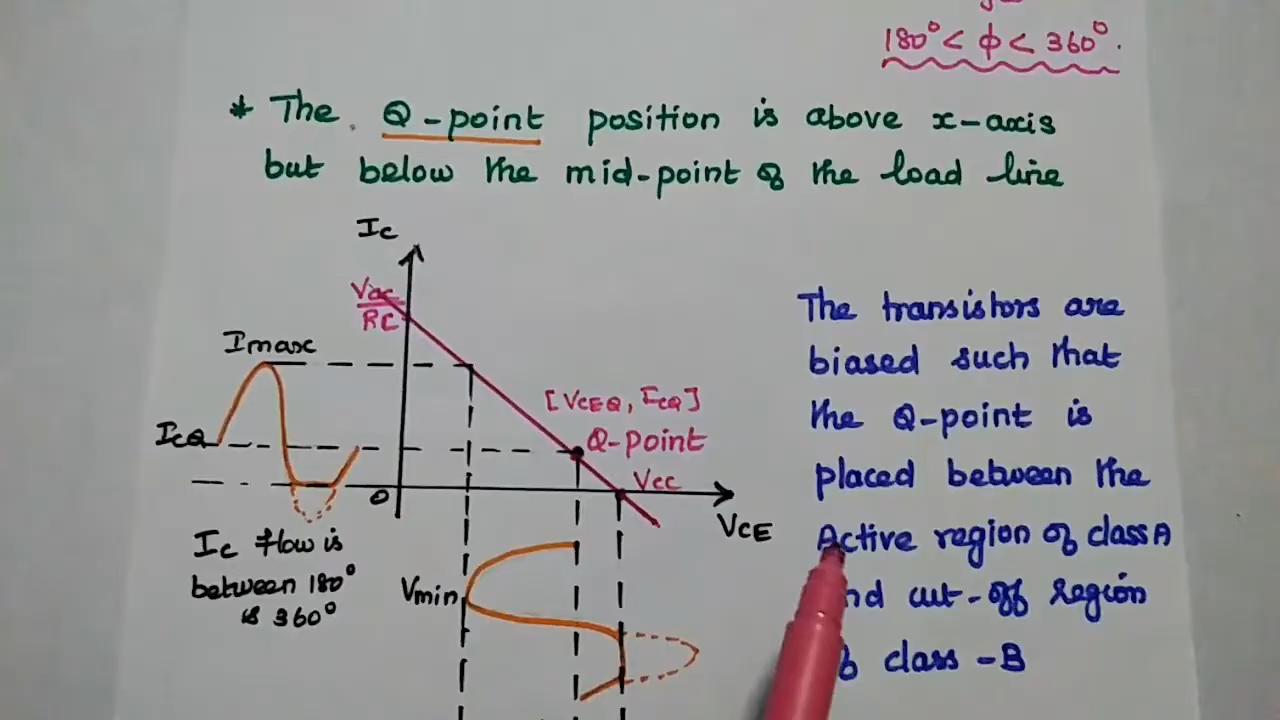 180° < ϕ < 360°.
* The Q-point position is above x-axis
but below the mid-point of the load line
Ic
Vcc
RC
Imax
[VCEQ, ICQ]
Q-point
ICQ
Vcc
0
VCE
Ic flow is
between 180°
is 360°
Vmin
The transistors are
biased such that
the Q-point is
placed between the
Active region of class A
cut-off region
class -B